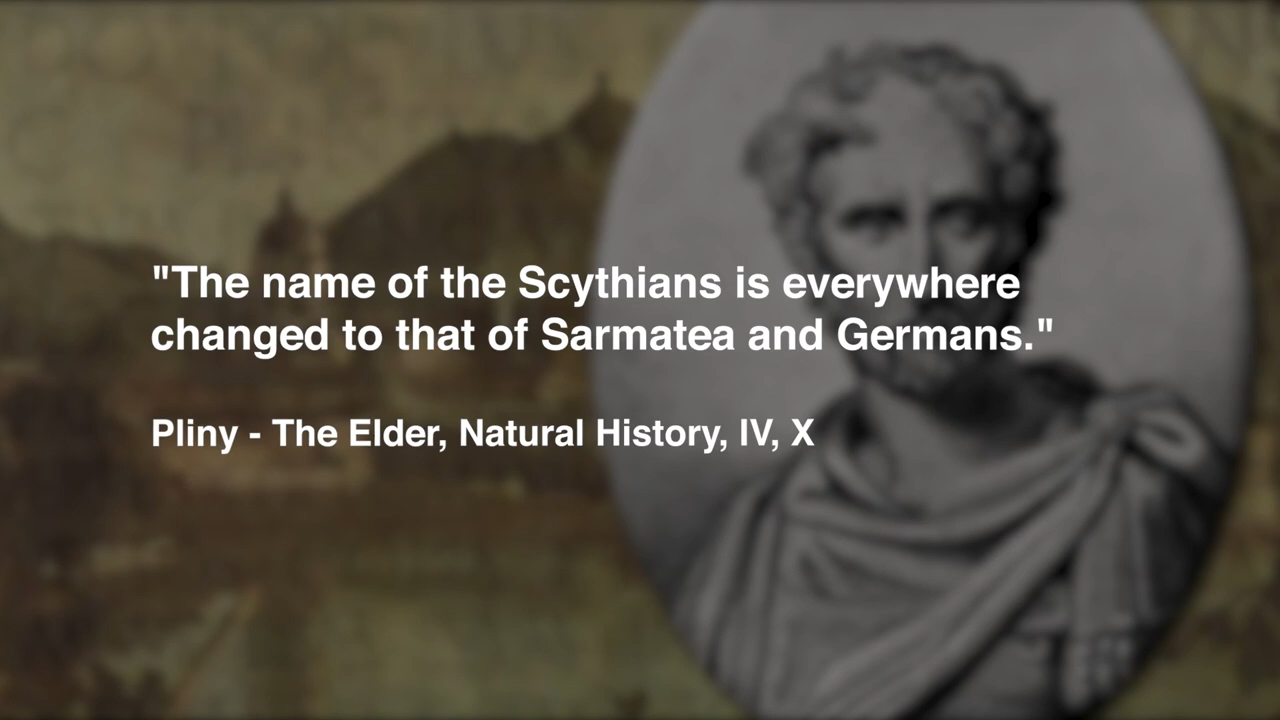 "The name of the Scythians is everywhere
changed to that of Sarmatea and Germans."
Pliny - The Elder, Natural History, IV, X